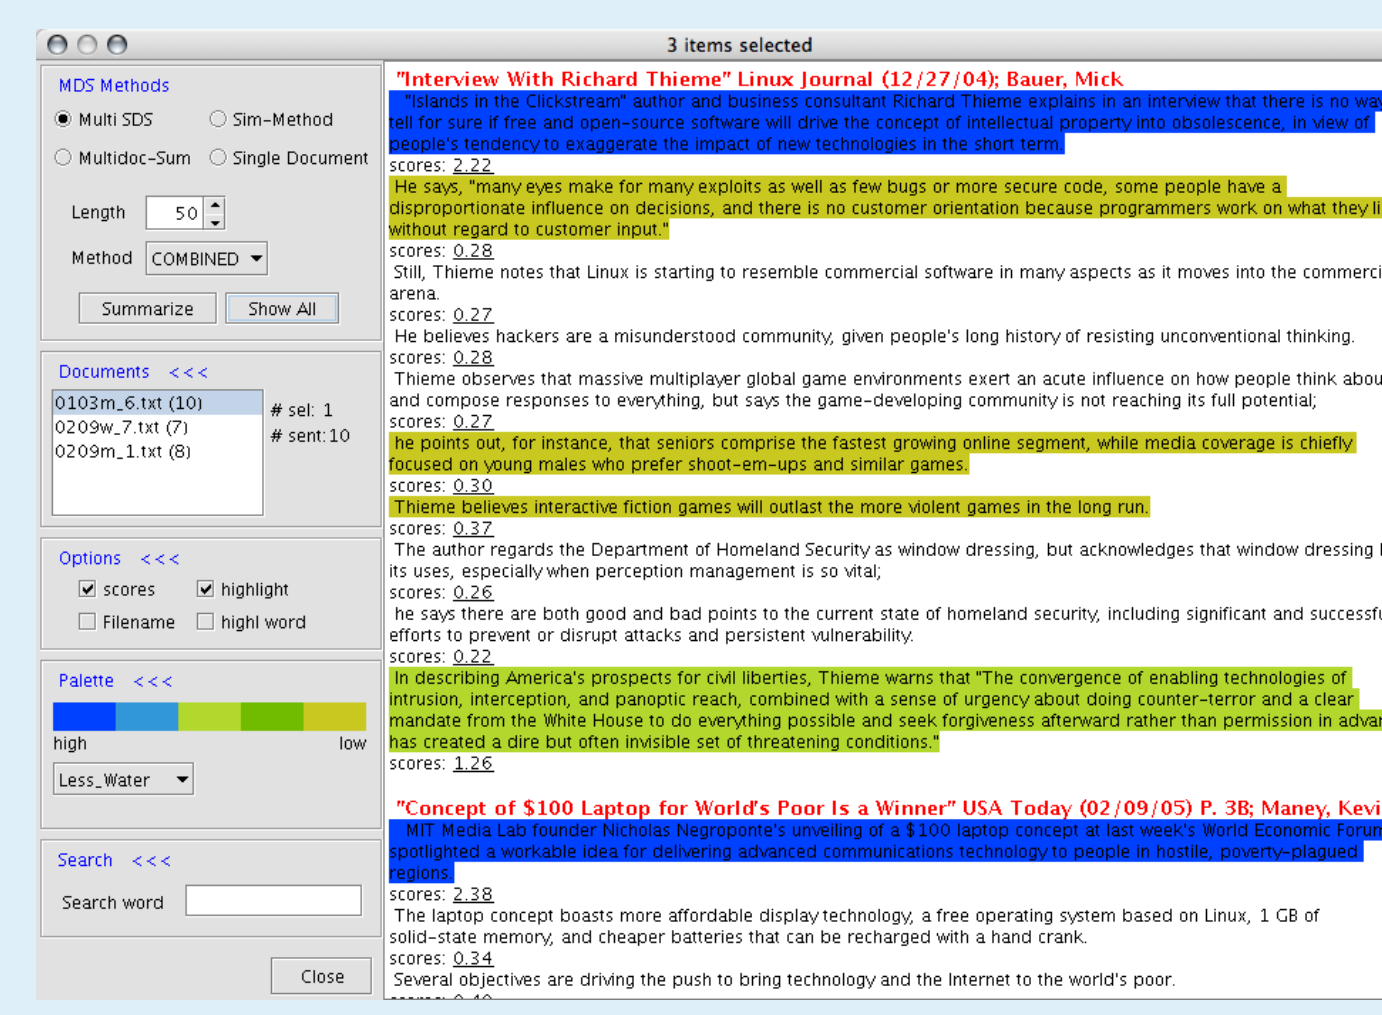 3 items selected
MDS Methods
Multi SDS
Sim-Method
Multidoc-Sum
Single Document
Length 50
Method COMBINED
Summarize
Show All
Documents <<<
0103m_6.txt (10)
0209w_7.txt (7)
0209m_1.txt (8)
# sel: 1
# sent: 10
Options <<<
scores
highlight
Filename
highl word
Palette <<<
high
low
Less_Water
Search <<<
Search word
Close
"Interview With Richard Thieme" Linux Journal (12/27/04); Bauer, Mick
"Islands in the Clickstream" author and business consultant Richard Thieme explains in an interview that there is no way
tell for sure if free and open-source software will drive the concept of intellectual property into obsolescence, in view of
people's tendency to exaggerate the impact of new technologies in the short term.
scores: 2.22
He says, "many eyes make for many exploits as well as few bugs or more secure code, some people have a
disproportionate influence on decisions, and there is no customer orientation because programmers work on what they li
without regard to customer input."
scores: 0.28
Still, Thieme notes that Linux is starting to resemble commercial software in many aspects as it moves into the commerci
arena.
scores: 0.27
He believes hackers are a misunderstood community, given people's long history of resisting unconventional thinking.
scores: 0.28
Thieme observes that massive multiplayer global game environments exert an acute influence on how people think abou
and compose responses to everything, but says the game-developing community is not reaching its full potential;
scores: 0.27
he points out, for instance, that seniors comprise the fastest growing online segment, while media coverage is chiefly
focused on young males who prefer shoot-em-ups and similar games.
scores: 0.30
Thieme believes interactive fiction games will outlast the more violent games in the long run.
scores: 0.37
The author regards the Department of Homeland Security as window dressing, but acknowledges that window dressing
its uses, especially when perception management is so vital;
scores: 0.26
he says there are both good and bad points to the current state of homeland security, including significant and successfu
efforts to prevent or disrupt attacks and persistent vulnerability.
scores: 0.22
In describing America's prospects for civil liberties, Thieme warns that "The convergence of enabling technologies of
intrusion, interception, and panoptic reach, combined with a sense of urgency about doing counter-terror and a clear
mandate from the White House to do everything possible and seek forgiveness afterward rather than permission in advan
has created a dire but often invisible set of threatening conditions."
scores: 1.26
"Concept of $100 Laptop for World's Poor Is a Winner" USA Today (02/09/05) P. 3B; Maney, Kevi
MIT Media Lab founder Nicholas Negroponte's unveiling of a $100 laptop concept at last week's World Economic Forum
spotlighted a workable idea for delivering advanced communications technology to people in hostile, poverty-plagued
regions.
scores: 2.38
The laptop concept boasts more affordable display technology, a free operating system based on Linux, 1 GB of
solid-state memory, and cheaper batteries that can be recharged with a hand crank.
scores: 0.34
Several objectives are driving the push to bring technology and the Internet to the world's poor.